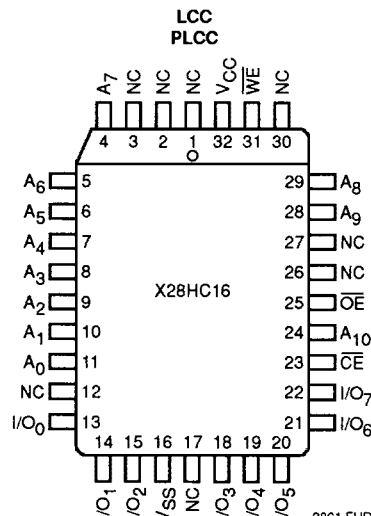 LCC
PLCC
A7 NC NC NC VCC WE NC
4 3 2 1 32 31 30
A6 5 29 A8
A5 6 28 A9
A4 7 27 NC
A3 8 26 NC
A2 9 X28HC16 25 OE
A1 10 24 A10
A0 11 23 CE
NC 12 22 I/O7
I/O0 13 21 I/O6
14 15 16 17 18 19 20
I/O1 I/O2 VSS NC I/O3 I/O4 I/O5